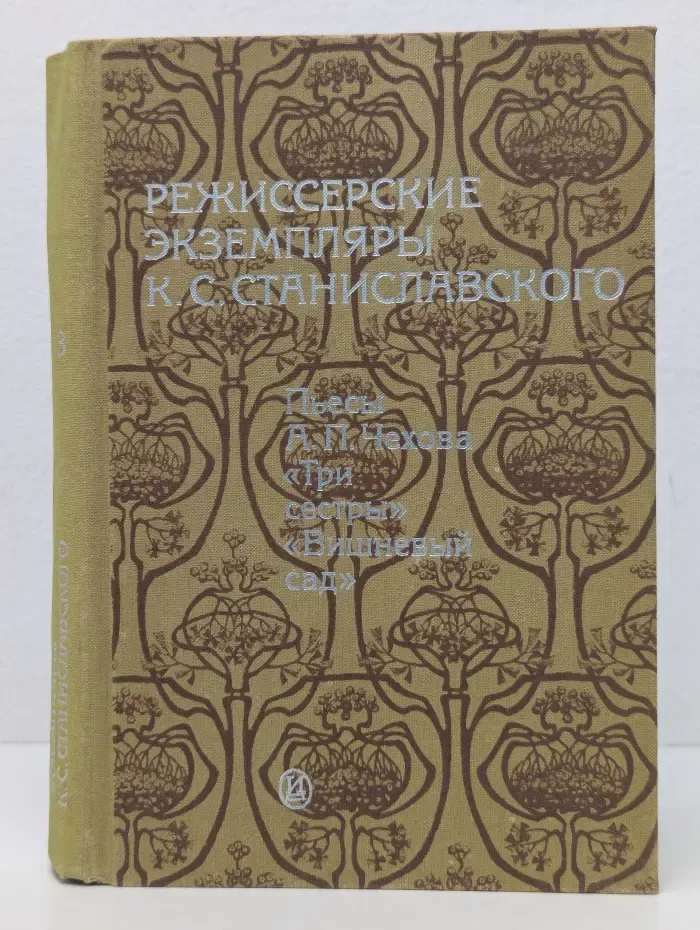 РЕЖИССЕРСКИЕ
ЭКЗЕМПЛЯРЫ
К. С. СТАНИСЛАВСКОГО
Пьесы
А. П. Чехова
«Три
сестры»
«Вишневый
сад»
3
К. С. СТАНИСЛАВСКОГО